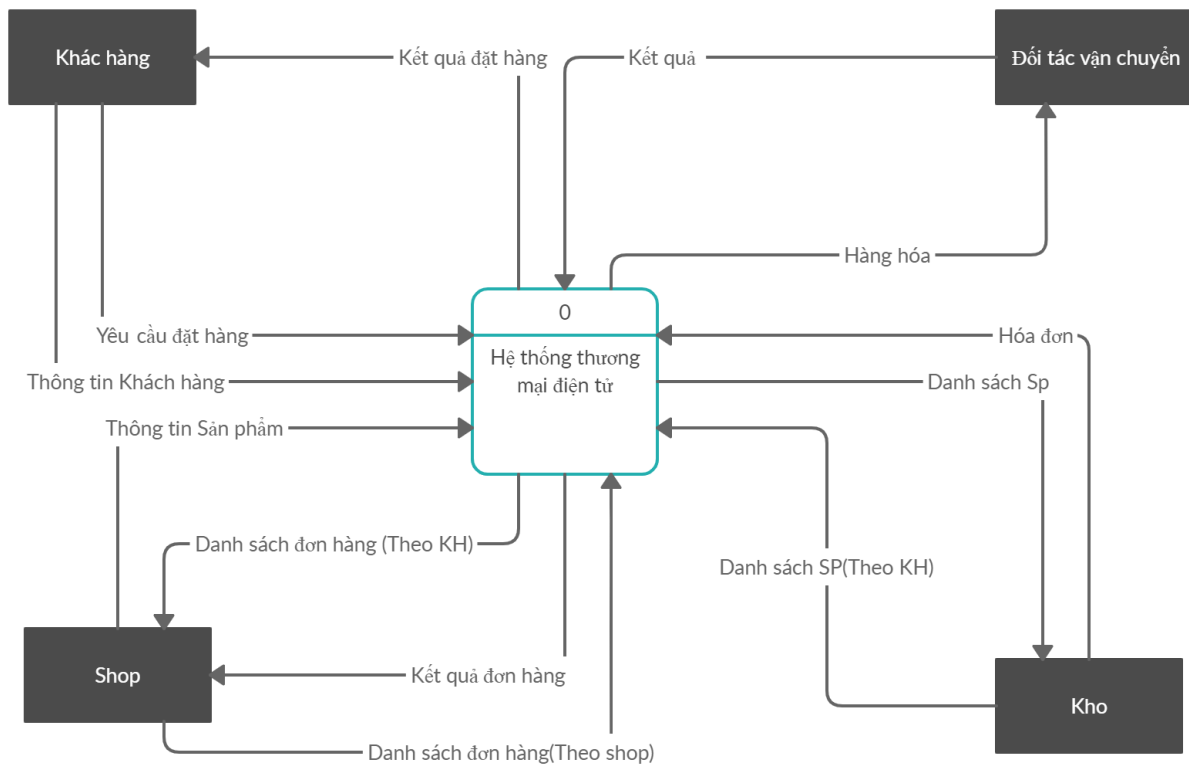 Khác hàng
Kết quả đặt hàng
Kết quả
Đối tác vận chuyển
Hàng hóa
0
Yêu cầu đặt hàng
Hóa đơn
Hệ thống thương
mại điện tử
Thông tin Khách hàng
Danh sách Sp
Thông tin Sản phẩm
Danh sách đơn hàng (Theo KH)
Danh sách SP(Theo KH)
Shop
Kết quả đơn hàng
Kho
Danh sách đơn hàng(Theo shop)